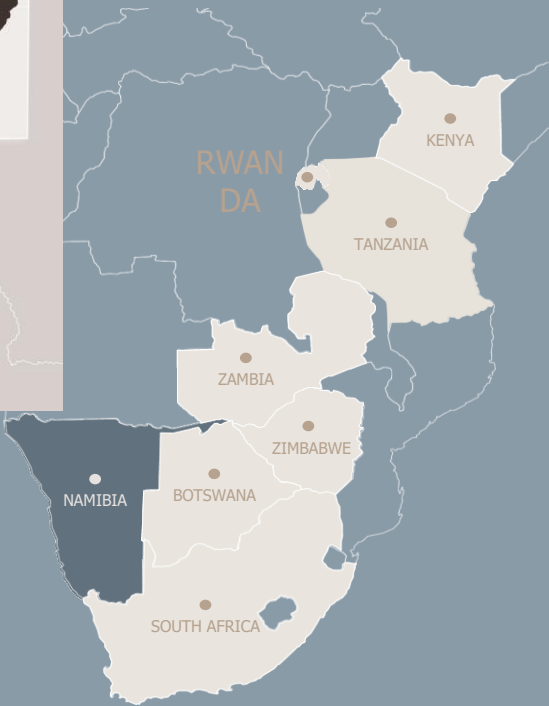 KENYA
RWAN
DA
TANZANIA
ZAMBIA
ZIMBABWE
BOTSWANA
NAMIBIA
SOUTH AFRICA